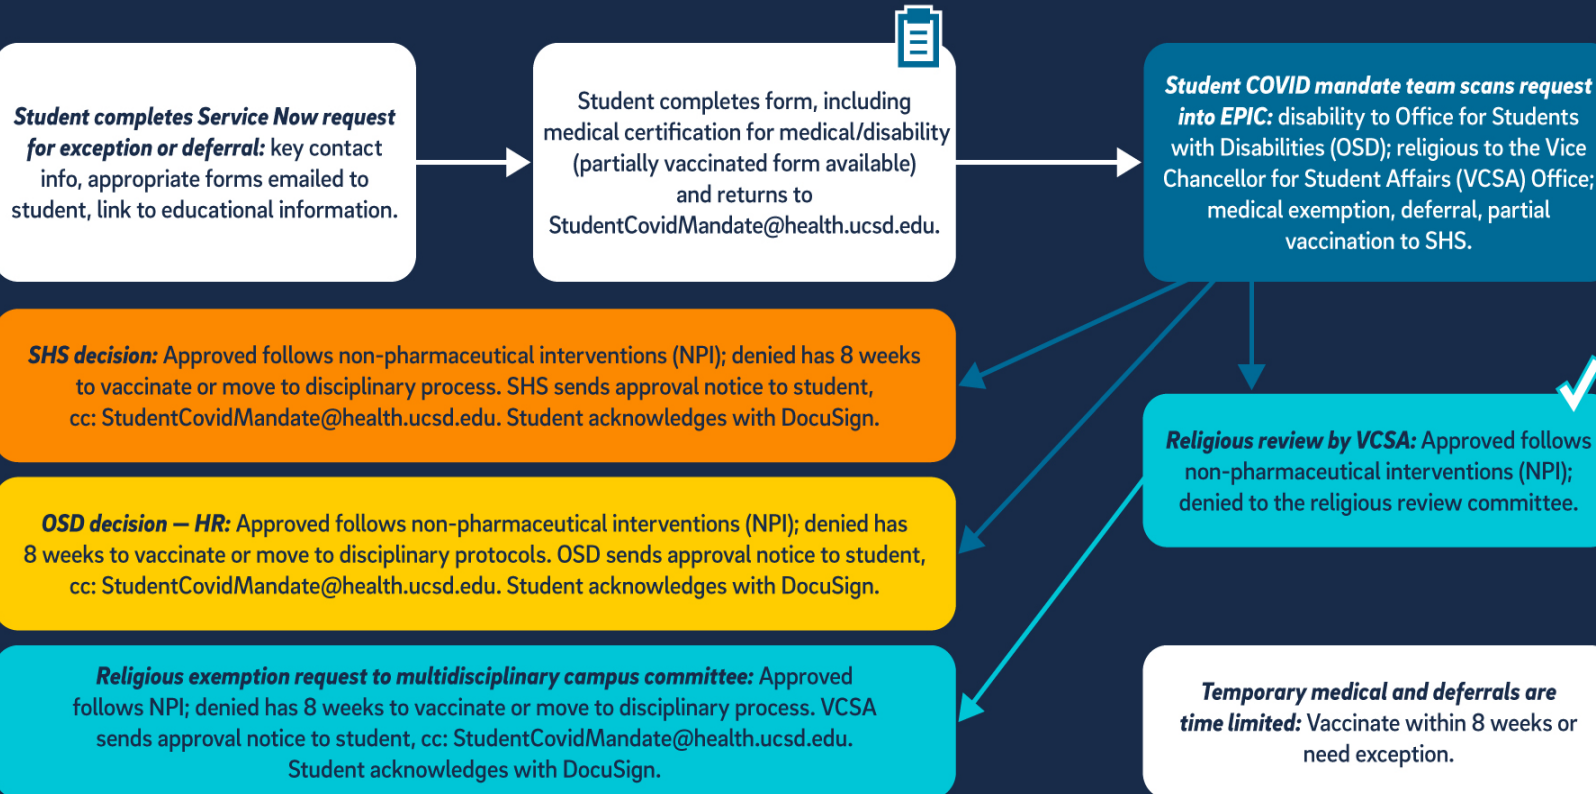 Student completes Service Now request
for exception or deferral: key contact
info, appropriate forms emailed to
student, link to educational information.
Student completes form, including
medical certification for medical/disability
(partially vaccinated form available)
and returns to
StudentCovidMandate@health.ucsd.edu.
Student COVID mandate team scans request
into EPIC: disability to Office for Students
with Disabilities (OSD); religious to the Vice
Chancellor for Student Affairs (VCSA) Office;
medical exemption, deferral, partial
vaccination to SHS.
SHS decision: Approved follows non-pharmaceutical interventions (NPI); denied has 8 weeks
to vaccinate or move to disciplinary process. SHS sends approval notice to student,
cc: StudentCovidMandate@health.ucsd.edu. Student acknowledges with DocuSign.
Religious review by VCSA: Approved follows
non-pharmaceutical interventions (NPI);
denied to the religious review committee.
OSD decision — HR: Approved follows non-pharmaceutical interventions (NPI); denied has
8 weeks to vaccinate or move to disciplinary protocols. OSD sends approval notice to student,
cc: StudentCovidMandate@health.ucsd.edu. Student acknowledges with DocuSign.
Religious exemption request to multidisciplinary campus committee: Approved
follows NPI; denied has 8 weeks to vaccinate or move to disciplinary process. VCSA
sends approval notice to student, cc: StudentCovidMandate@health.ucsd.edu.
Student acknowledges with DocuSign.
Temporary medical and deferrals are
time limited: Vaccinate within 8 weeks or
need exception.